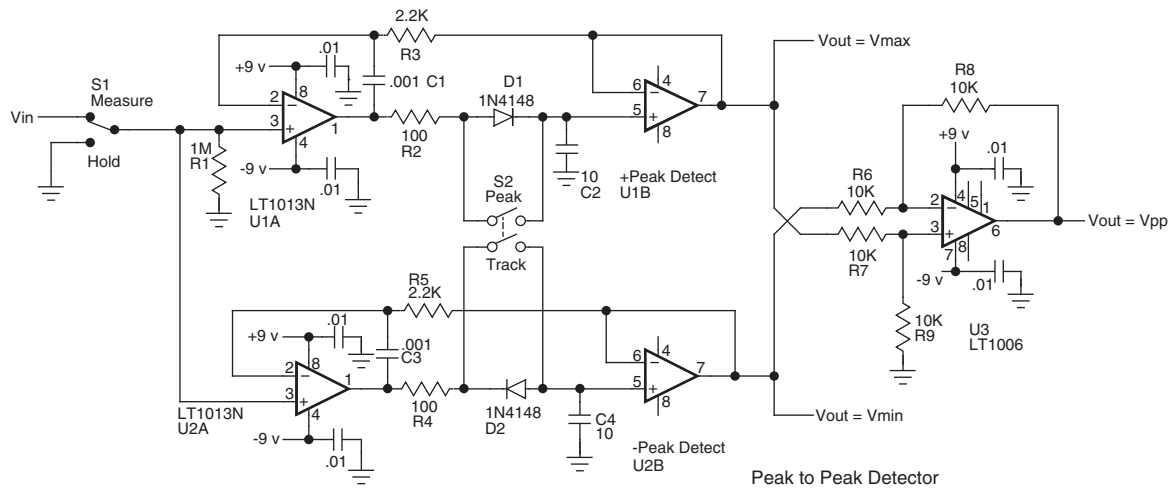 2.2K
R3
.01
+9 v
8
.001 C1
D1
1N4148
4
6
−
5
+
7
8
Vout = Vmax
R8
10K
S1
Measure
Vin
Hold
2
−
3
+
1
4
100
R2
1M
R1
-9 v
.01
LT1013N
U1A
10
C2
+Peak Detect
U1B
S2
Peak
Track
+9 v
.01
R6
10K
10K
R7
2
−
3
+
4
5
1
6
7
8
Vout = Vpp
-9 v
.01
10K
R9
U3
LT1006
R5
2.2K
.01
+9 v
8
.001
C3
2
−
3
+
1
4
LT1013N
U2A
100
R4
1N4148
D2
4
6
−
5
+
7
8
C4
10
-9 v
.01
-Peak Detect
U2B
Vout = Vmin
Peak to Peak Detector